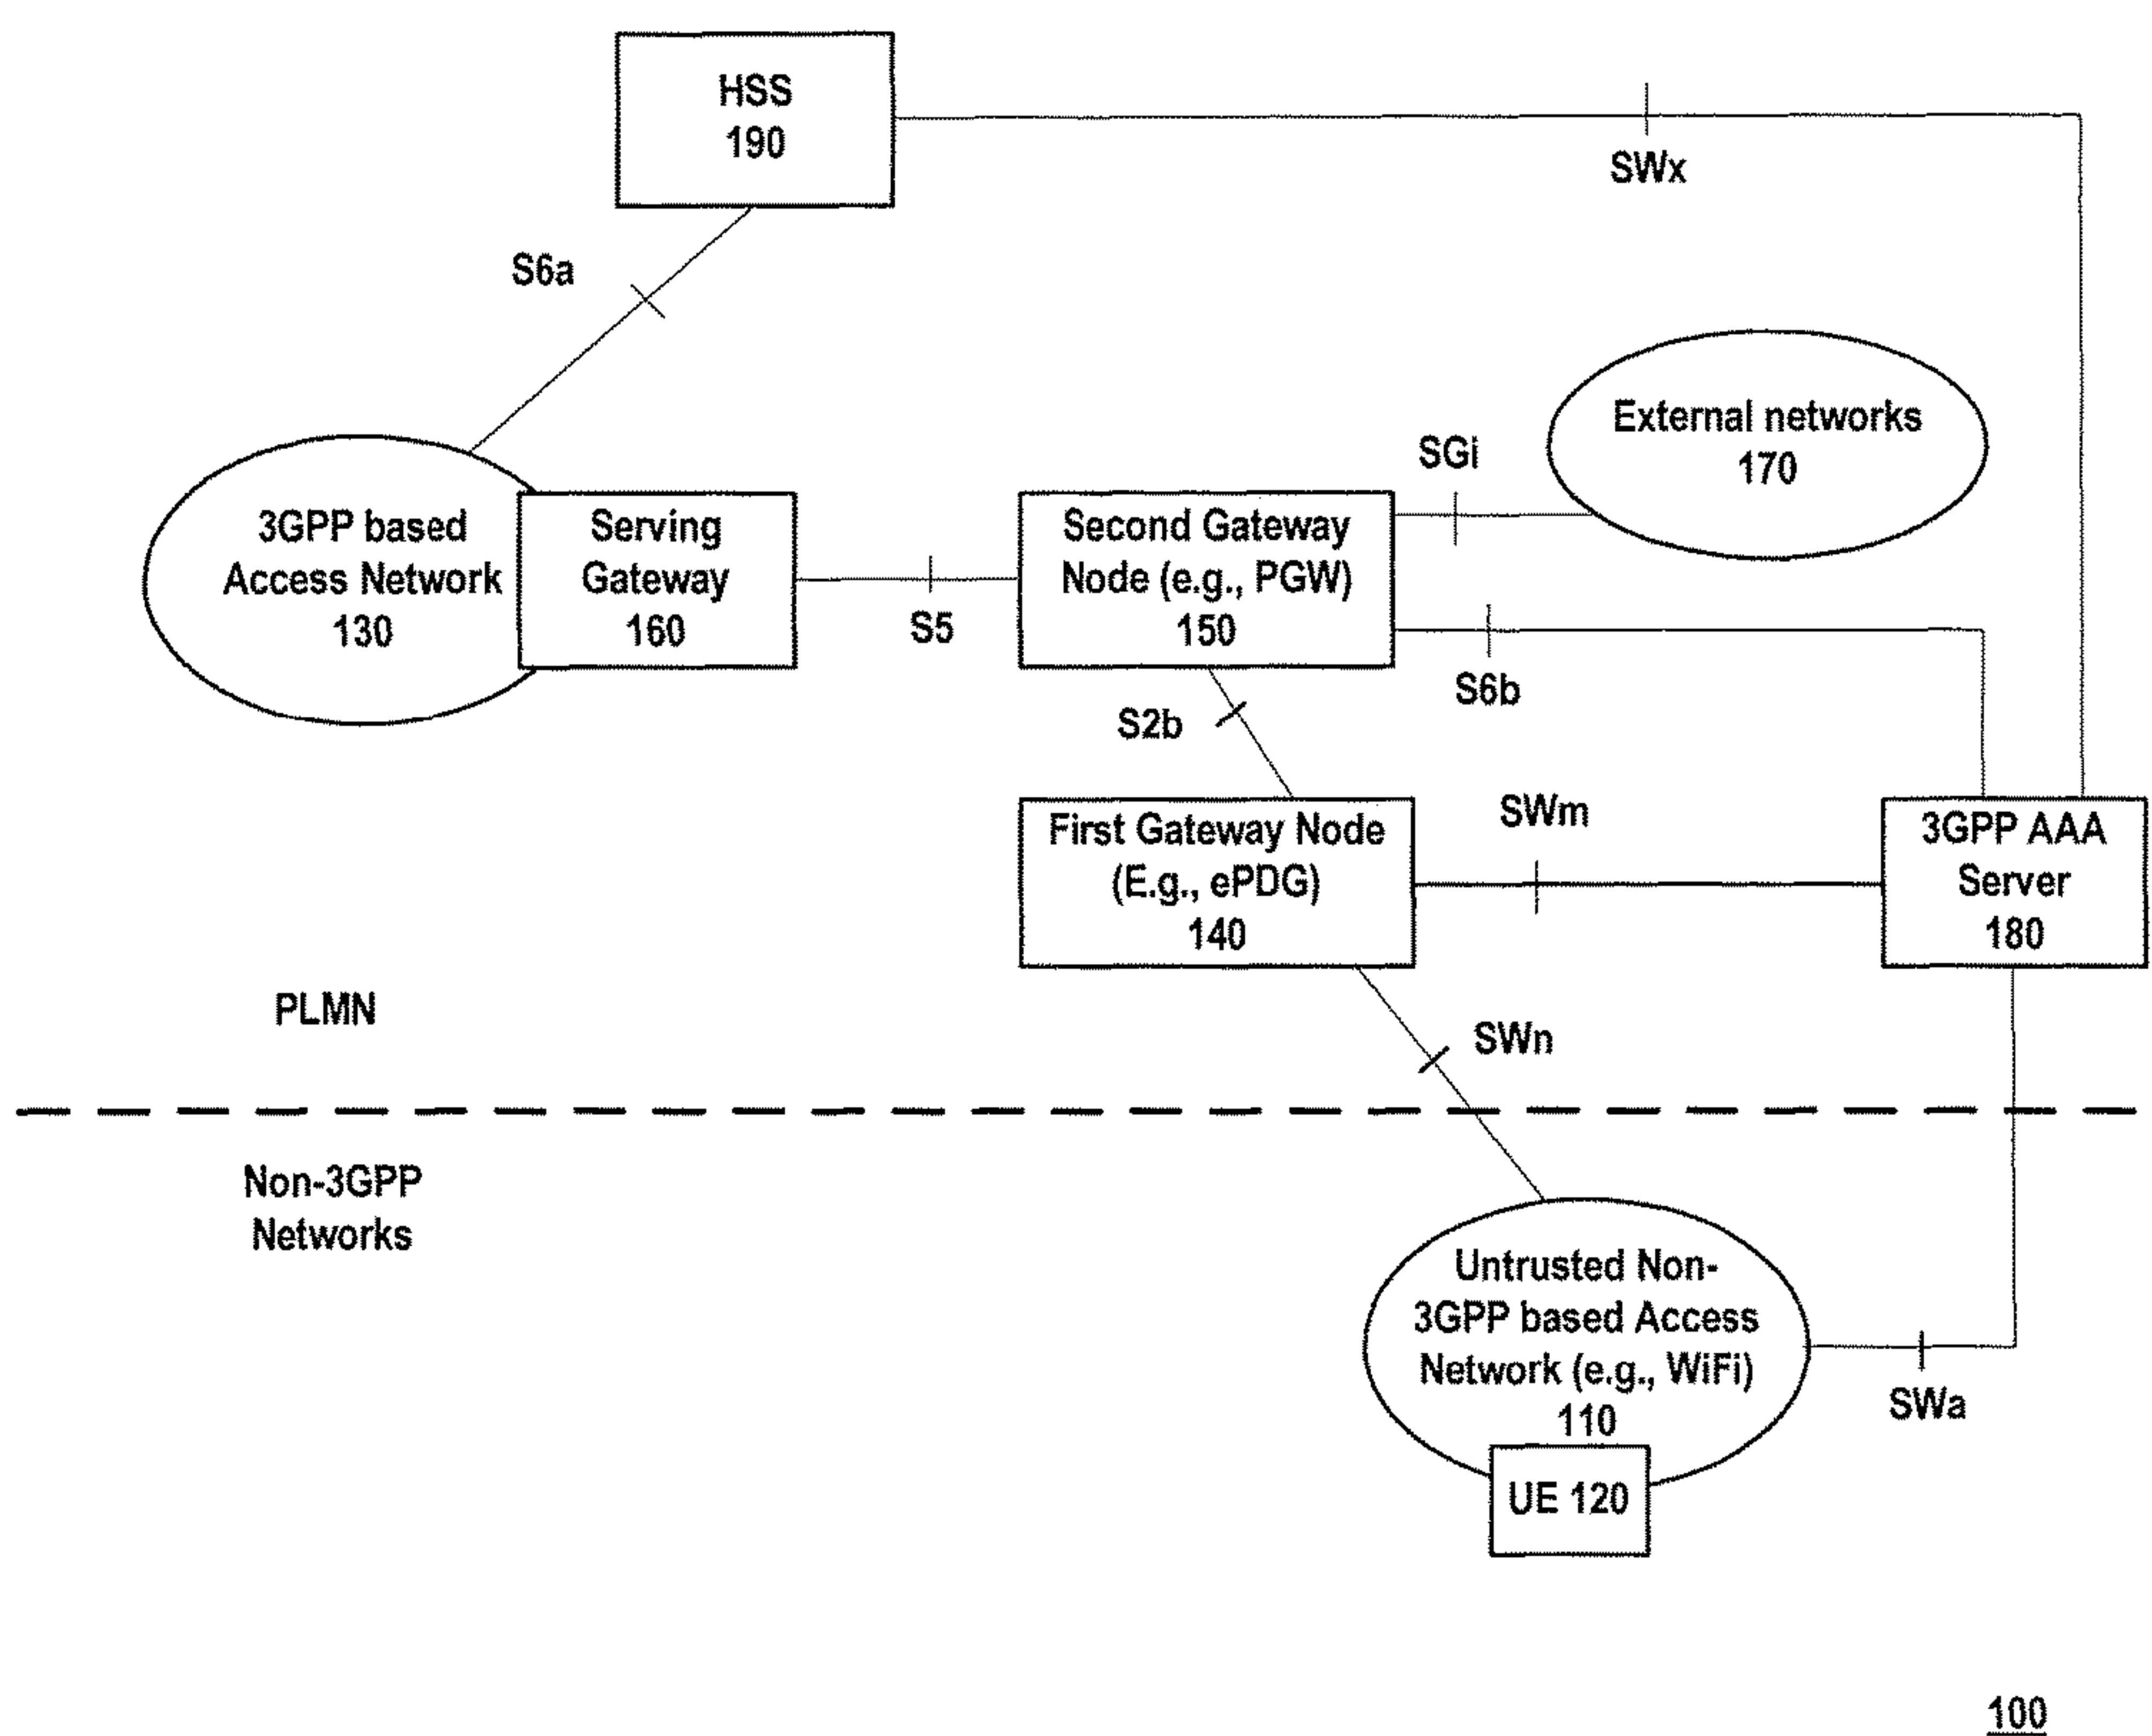 HSS
190
SWx
S6a
External networks
170
SGi
3GPP based
Access Network
130
Serving
Gateway
160
S5
Second Gateway
Node (e.g., PGW)
150
S6b
S2b
SWm
First Gateway Node
(E.g., ePDG)
140
3GPP AAA
Server
180
PLMN
SWn
Non-3GPP
Networks
Untrusted Non-
3GPP based Access
Network (e.g., WiFi)
110
SWa
UE 120
100